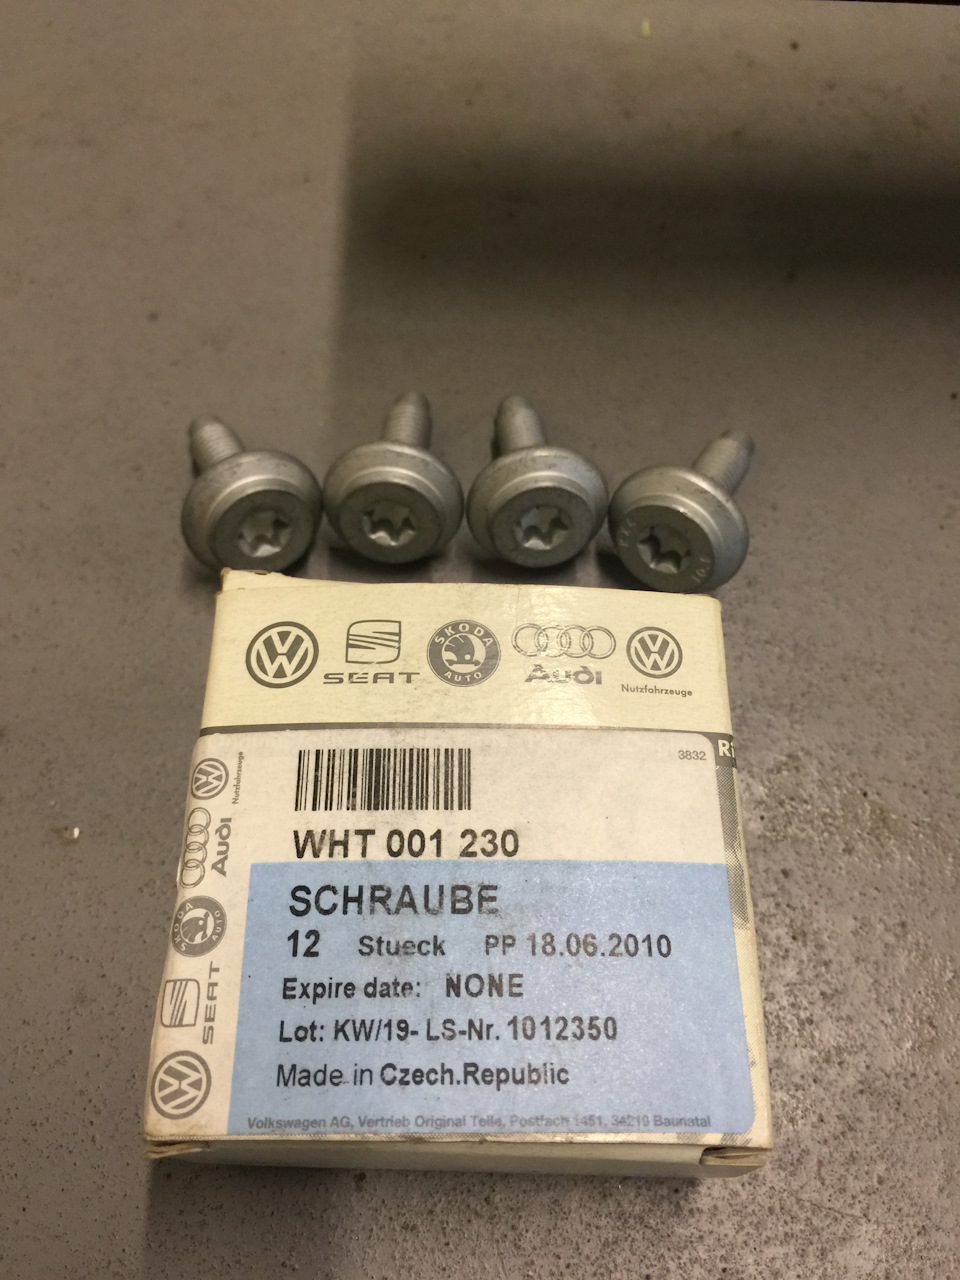 SEAT
SKODA
AUTO
Audi
Nutzfahrzeuge
3832
WHT 001 230
SCHRAUBE
12 Stueck PP 18.06.2010
Expire date: NONE
Lot: KW/19- LS-Nr. 1012350
Made in Czech.Republic
Volkswagen AG, Vertrieb Original Teile, Postfach 1451, 34219 Baunatal
Nutzfahrzeuge
Audi
SKODA
AUTO
SEAT